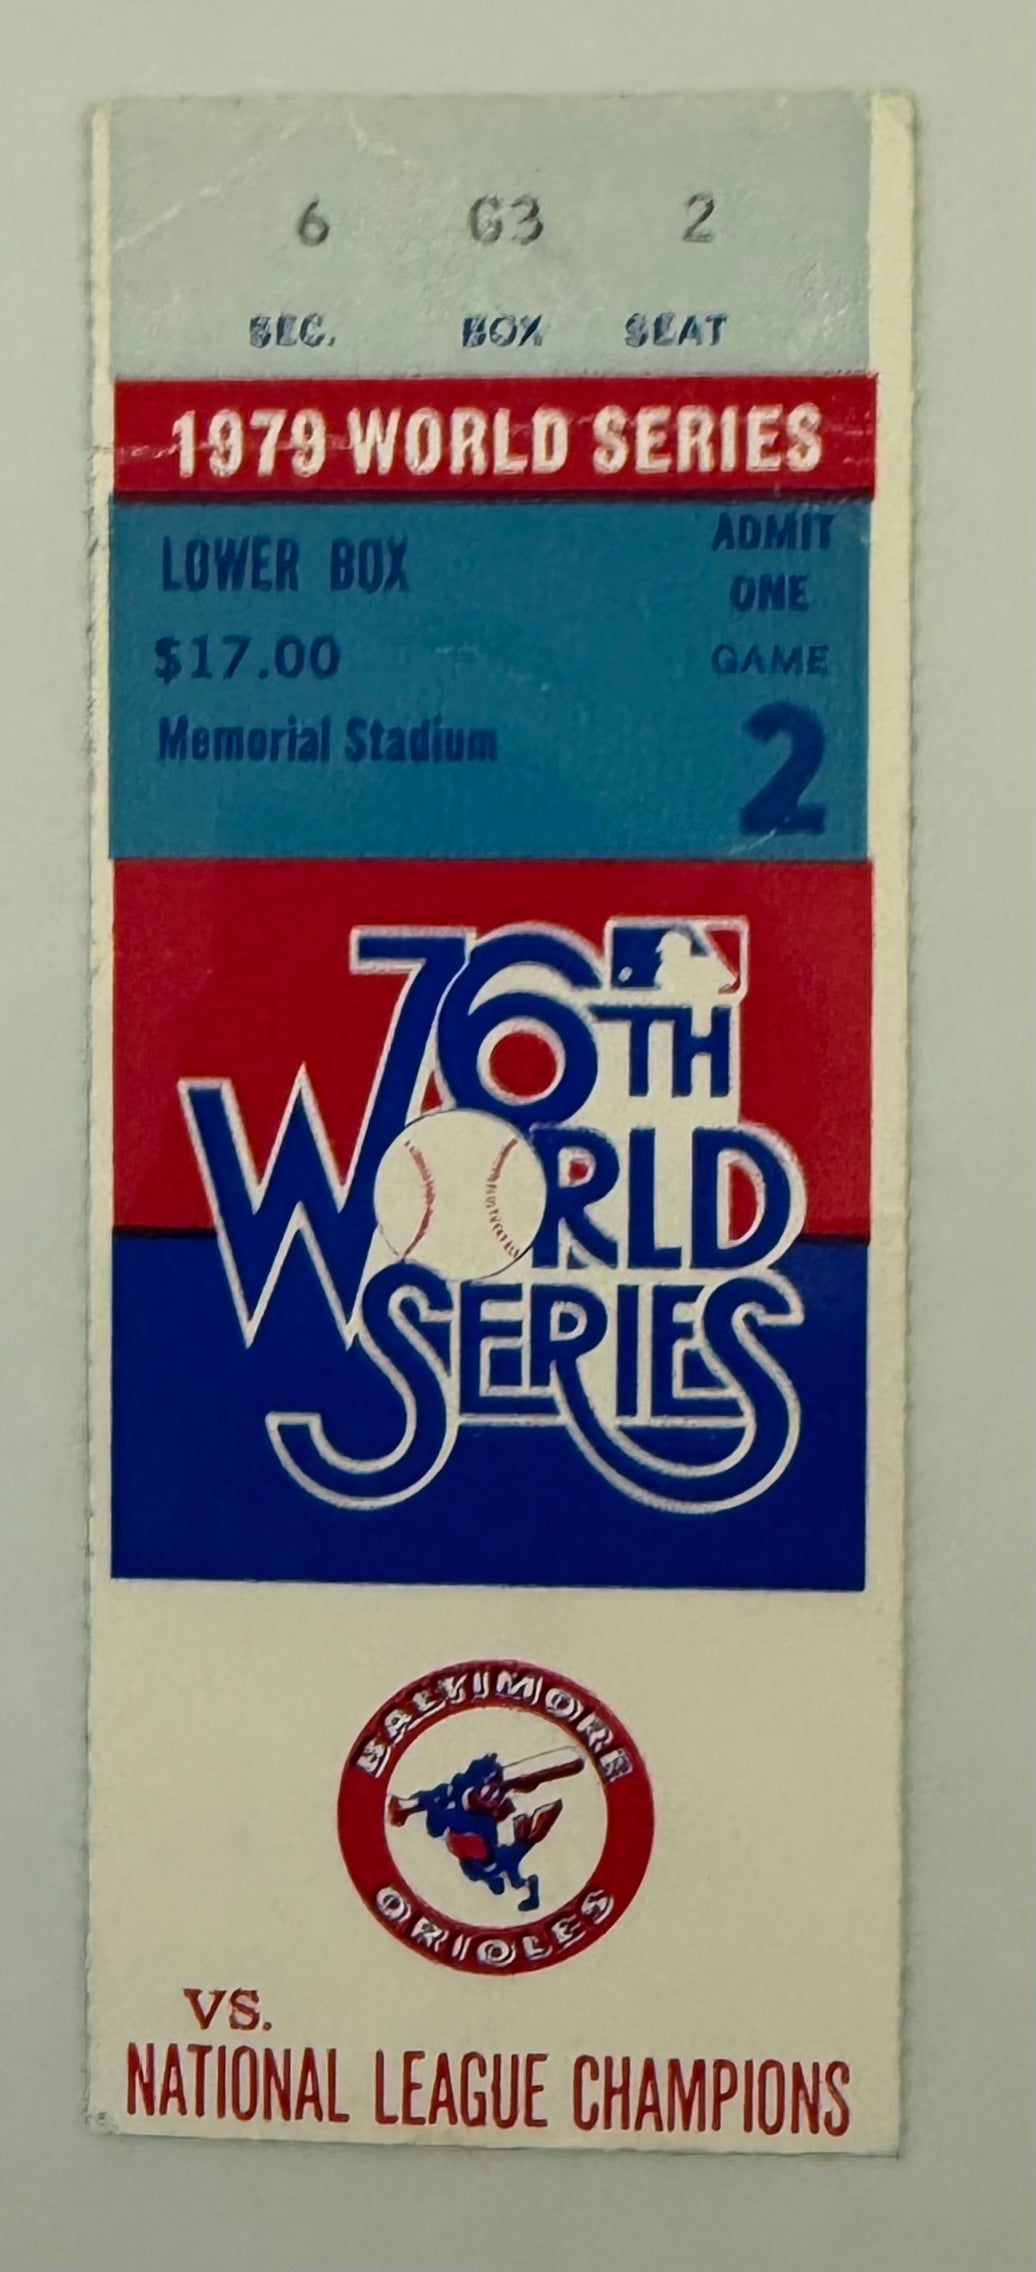 6 G3 2
SEC. BOX SEAT
1979 WORLD SERIES
LOWER BOX
$17.00
Memorial Stadium
ADMIT
ONE
GAME
2
76TH
WORLD
SERIES
BALTIMORE
ORIOLES
VS.
NATIONAL LEAGUE CHAMPIONS